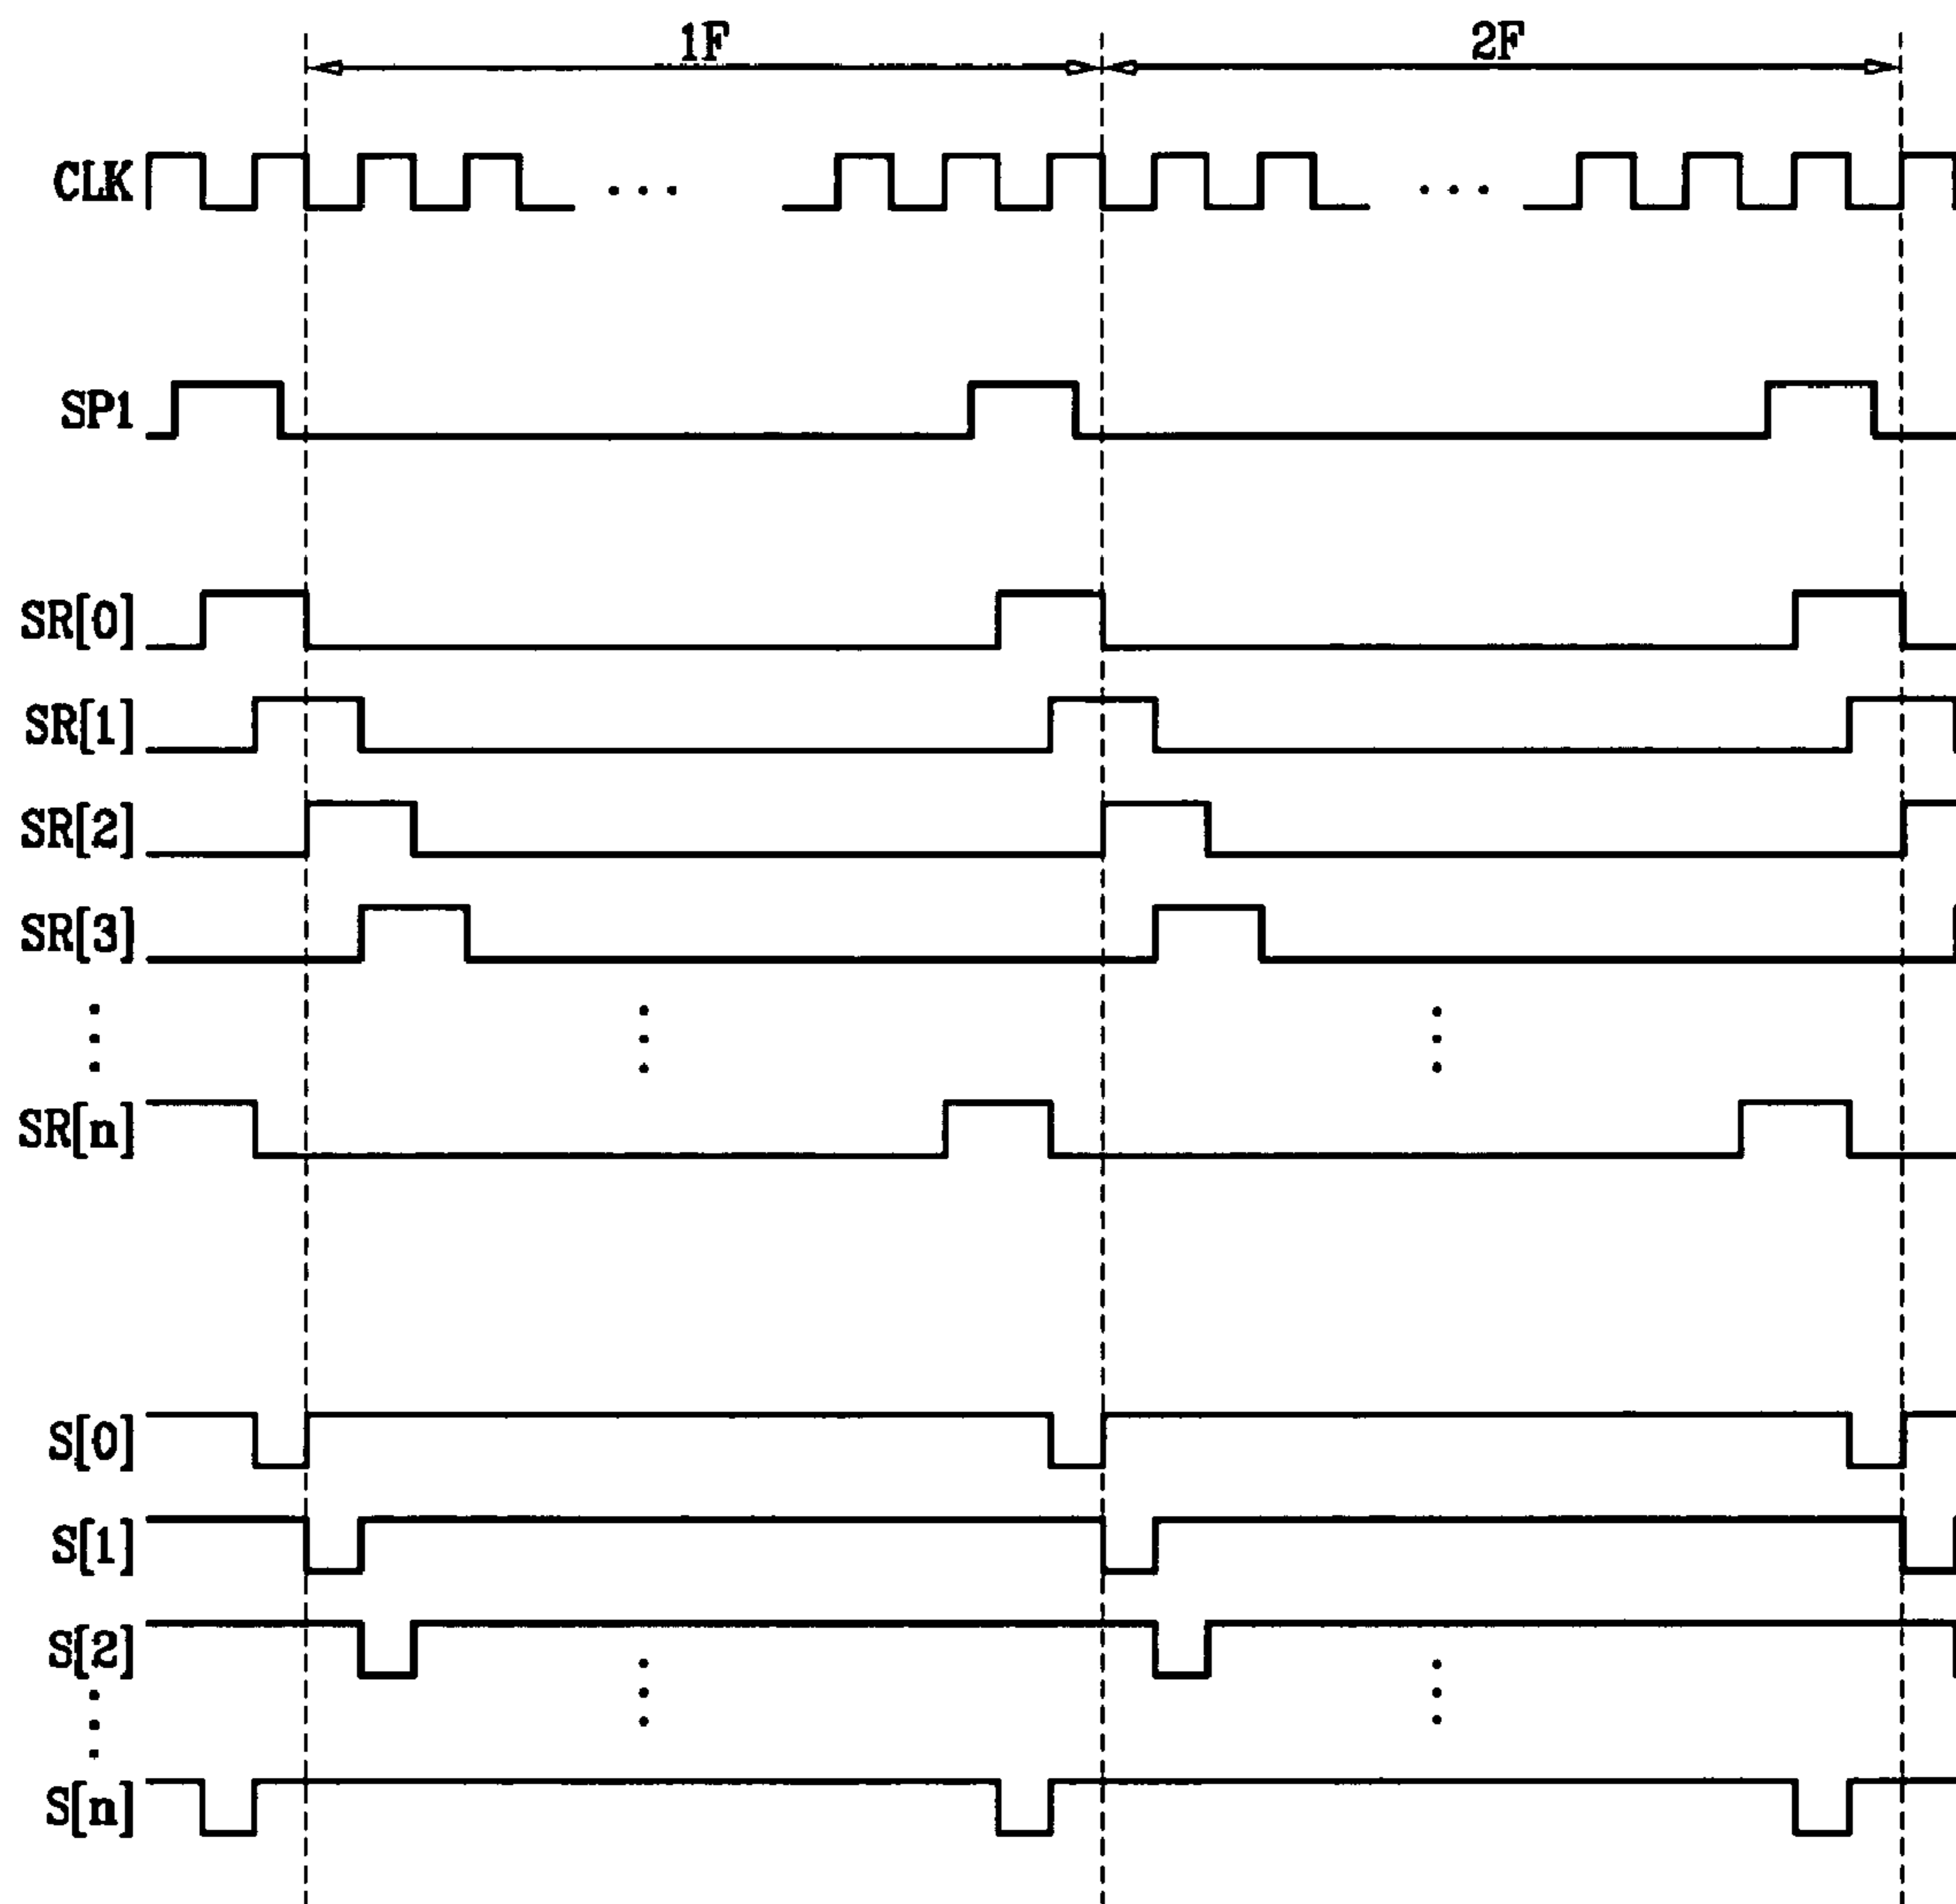 1F 2F
CLK
SP1
SR[0]
SR[1]
SR[2]
SR[3]
SR[n]
S[0]
S[1]
S[2]
S[n]